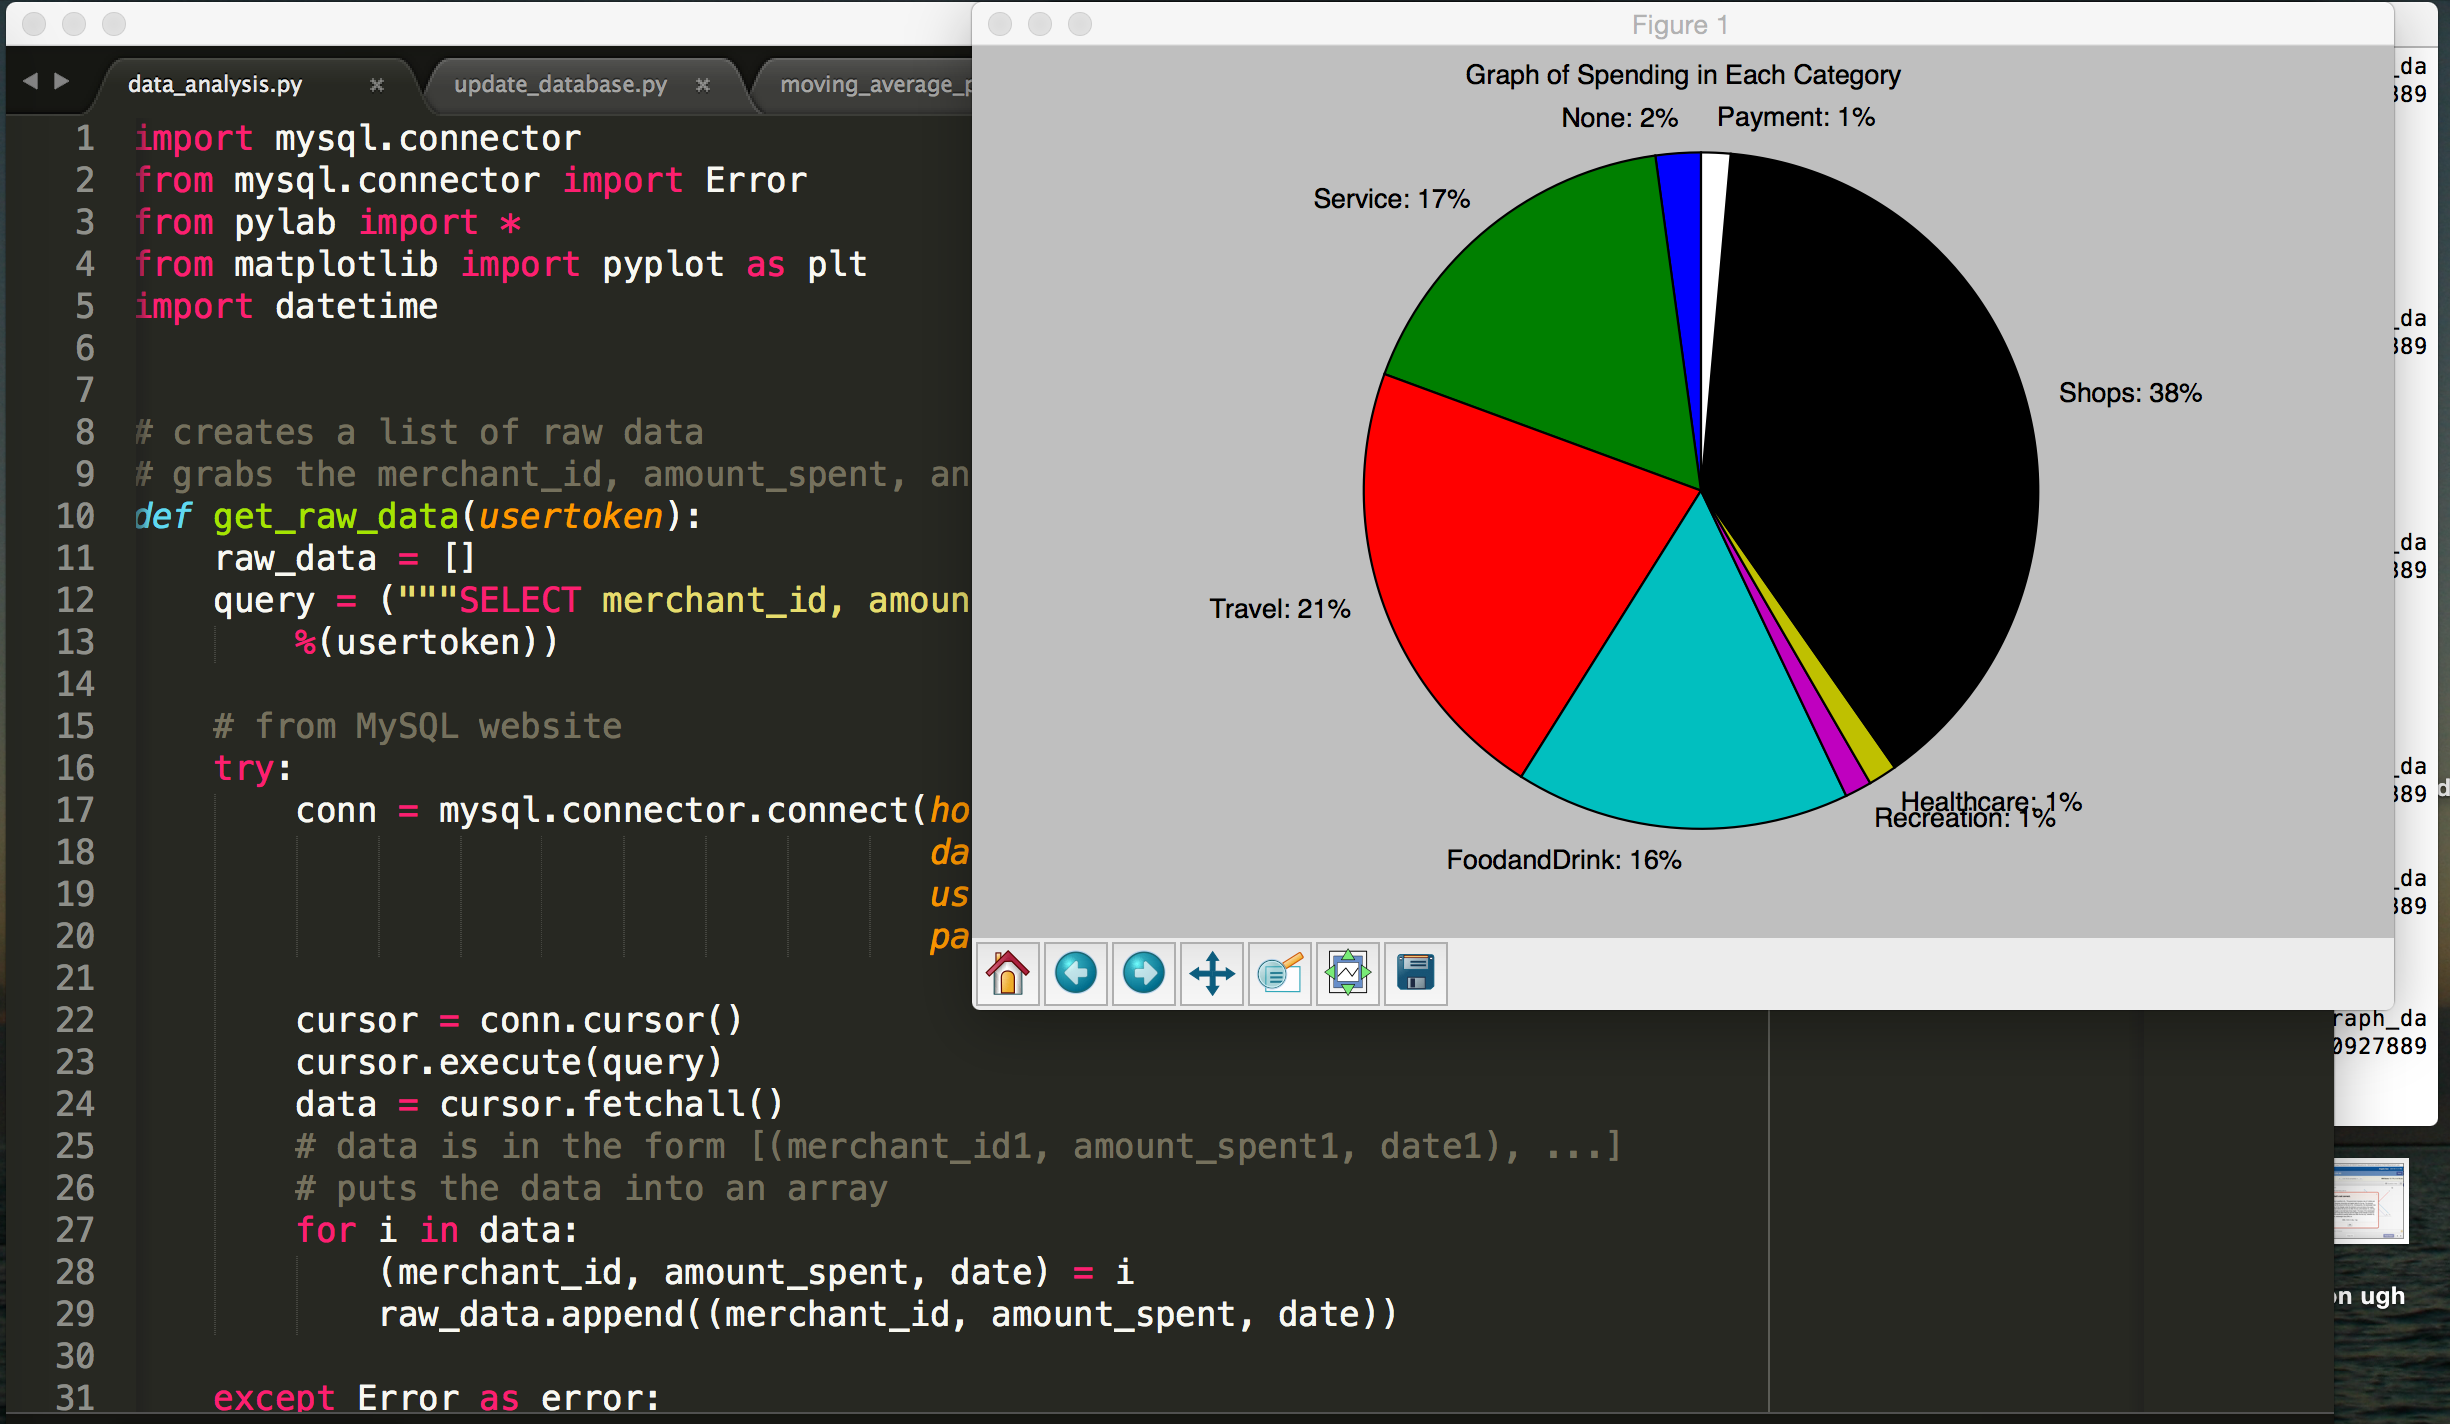 data_analysis.py
update_database.py
moving_average_p
1 import mysql.connector
2 from mysql.connector import Error
3 from pylab import *
4 from matplotlib import pyplot as plt
5 import datetime
6
7
8 # creates a list of raw data
9 # grabs the merchant_id, amount_spent, an
10 def get_raw_data(usertoken):
11 raw_data = []
12 query = ("""SELECT merchant_id, amoun
13 %(usertoken))
14
15 # from MySQL website
16 try:
17 conn = mysql.connector.connect(ho
18 da
19 us
20 pa
21
22 cursor = conn.cursor()
23 cursor.execute(query)
24 data = cursor.fetchall()
25 # data is in the form [(merchant_id1, amount_spent1, date1), ...]
26 # puts the data into an array
27 for i in data:
28 (merchant_id, amount_spent, date) = i
29 raw_data.append((merchant_id, amount_spent, date))
30
31 except Error as error:
Figure 1
Graph of Spending in Each Category
None: 2%
Payment: 1%
Service: 17%
Shops: 38%
Travel: 21%
Healthcare: 1%
Recreation: 1%
FoodandDrink: 16%
_da
889
_da
889
_da
889
_da
889
_da
889
raph_da
0927889
on ugh